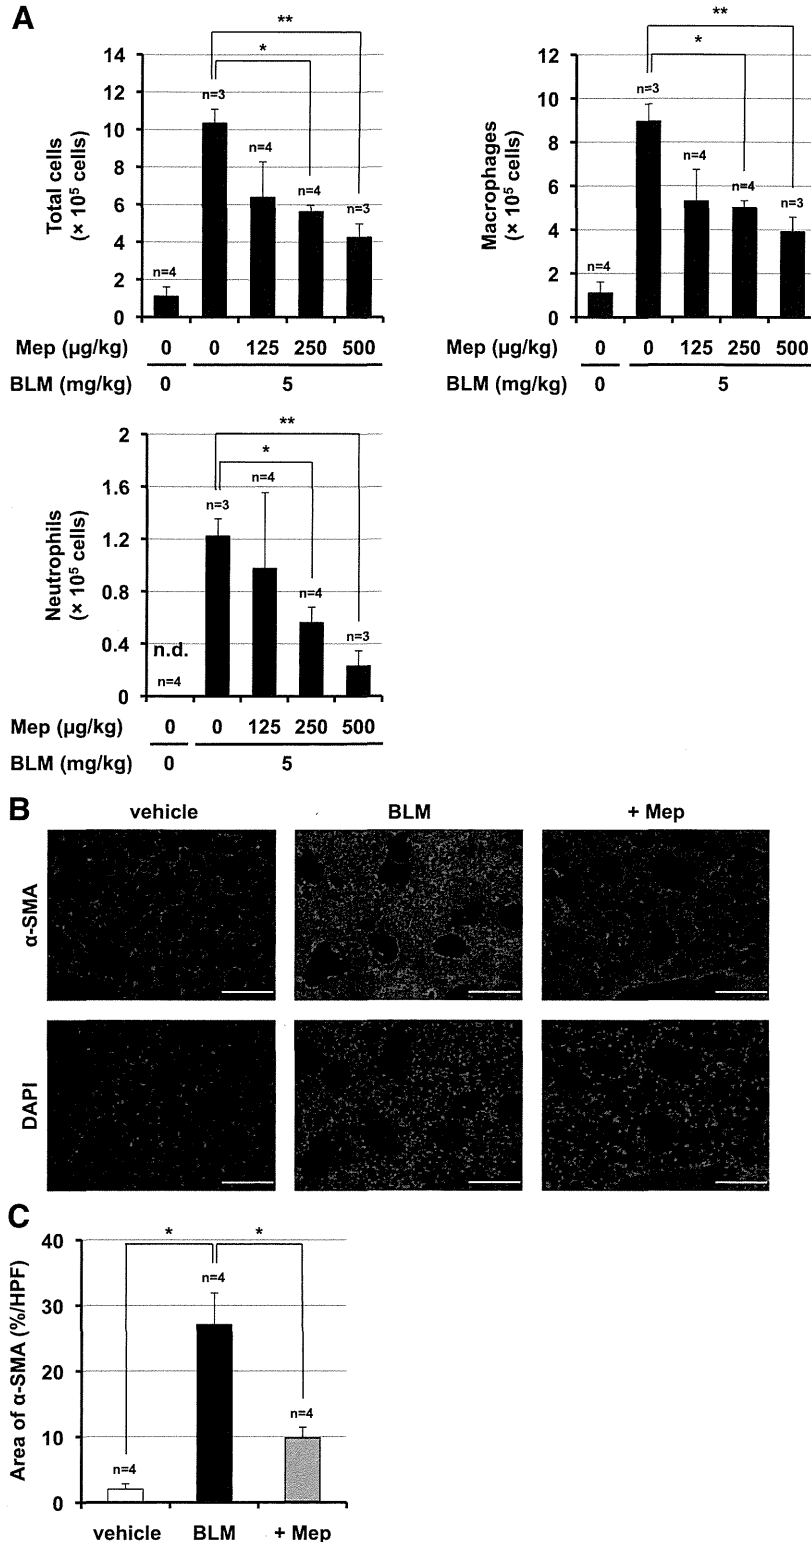 A
Total cells
(× 10⁵ cells)
14
12
10
8
6
4
2
0
**
*
n=4
n=3
n=4
n=4
n=3
Mep (µg/kg) 0 0 125 250 500
BLM (mg/kg) 0 5
Macrophages
(× 10⁵ cells)
12
10
8
6
4
2
0
**
*
n=4
n=3
n=4
n=4
n=3
Mep (µg/kg) 0 0 125 250 500
BLM (mg/kg) 0 5
Neutrophils
(× 10⁵ cells)
2
1.6
1.2
0.8
0.4
0
**
*
n.d.
n=4
n=3
n=4
n=4
n=3
Mep (µg/kg) 0 0 125 250 500
BLM (mg/kg) 0 5
B
vehicle BLM + Mep
α-SMA
DAPI
C
Area of α-SMA (%/HPF)
40
30
20
10
0
* *
n=4
n=4
n=4
vehicle BLM + Mep